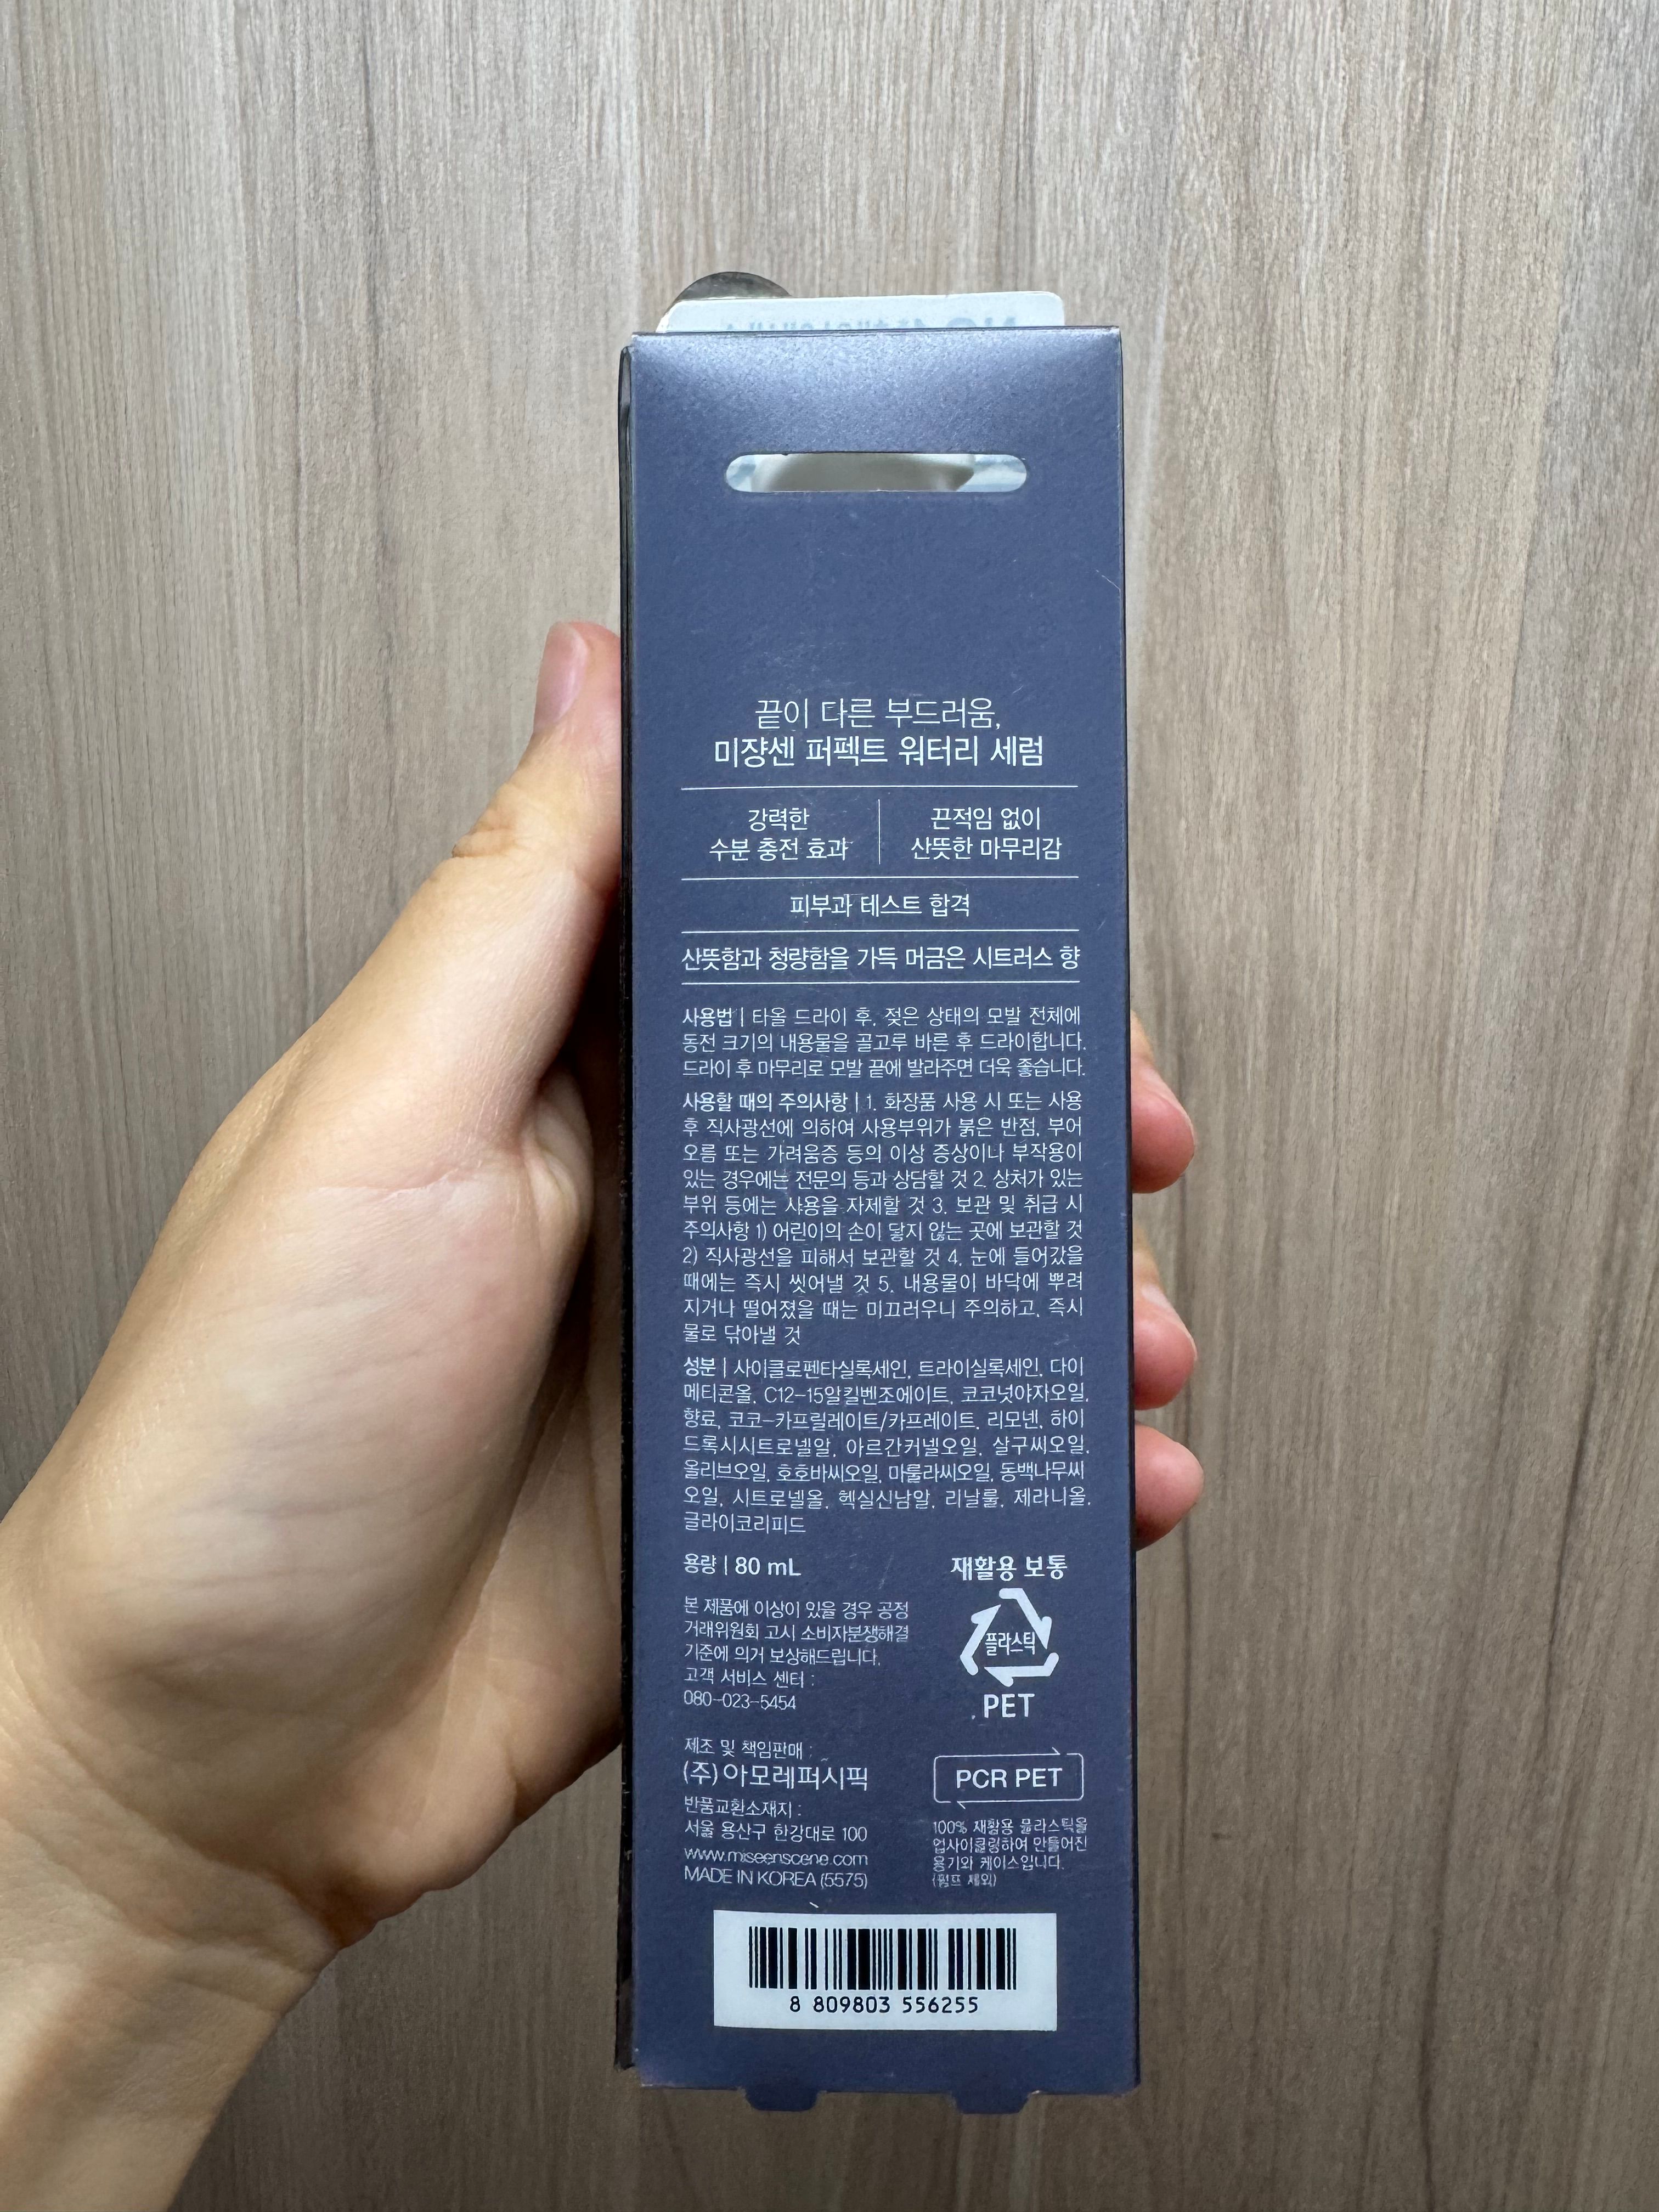 끝이 다른 부드러움,
미쟝센 퍼펙트 워터리 세럼
강력한
수분 충전 효과
끈적임 없이
산뜻한 마무리감
피부과 테스트 합격
산뜻함과 청량함을 가득 머금은 시트러스 향
사용법 | 타올 드라이 후, 젖은 상태의 모발 전체에
동전 크기의 내용물을 골고루 바른 후 드라이합니다.
드라이 후 마무리로 모발 끝에 발라주면 더욱 좋습니다.
사용할 때의 주의사항 | 1. 화장품 사용 시 또는 사용
후 직사광선에 의하여 사용부위가 붉은 반점, 부어
오름 또는 가려움증 등의 이상 증상이나 부작용이
있는 경우에는 전문의 등과 상담할 것 2. 상처가 있는
부위 등에는 사용을 자제할 것 3. 보관 및 취급 시
주의사항 1) 어린이의 손이 닿지 않는 곳에 보관할 것
2) 직사광선을 피해서 보관할 것 4. 눈에 들어갔을
때에는 즉시 씻어낼 것 5. 내용물이 바닥에 뿌려
지거나 떨어졌을 때는 미끄러우니 주의하고, 즉시
물로 닦아낼 것
성분 | 사이클로펜타실록세인, 트라이실록세인, 다이
메티콘올, C12-15알킬벤조에이트, 코코넛야자오일,
향료, 코코-카프릴레이트/카프레이트, 리모넨, 하이
드록시시트로넬알, 아르간커넬오일, 살구씨오일,
올리브오일, 호호바씨오일, 마룰라씨오일, 동백나무씨
오일, 시트로넬올, 헥실신남알, 리날룰, 제라니올,
글라이코리피드
용량 | 80 mL
본 제품에 이상이 있을 경우 공정
거래위원회 고시 소비자분쟁해결
기준에 의거 보상해드립니다.
고객 서비스 센터 :
080-023-5454
재활용 보통
플라스틱
PET
제조 및 책임판매 :
(주)아모레퍼시픽
반품교환소재지 :
서울 용산구 한강대로 100
www.miseenscene.com
MADE IN KOREA (5575)
PCR PET
100% 재활용 플라스틱을
업사이클링하여 만들어진
용기와 케이스입니다.
(펌프 제외)
8 809803 556255